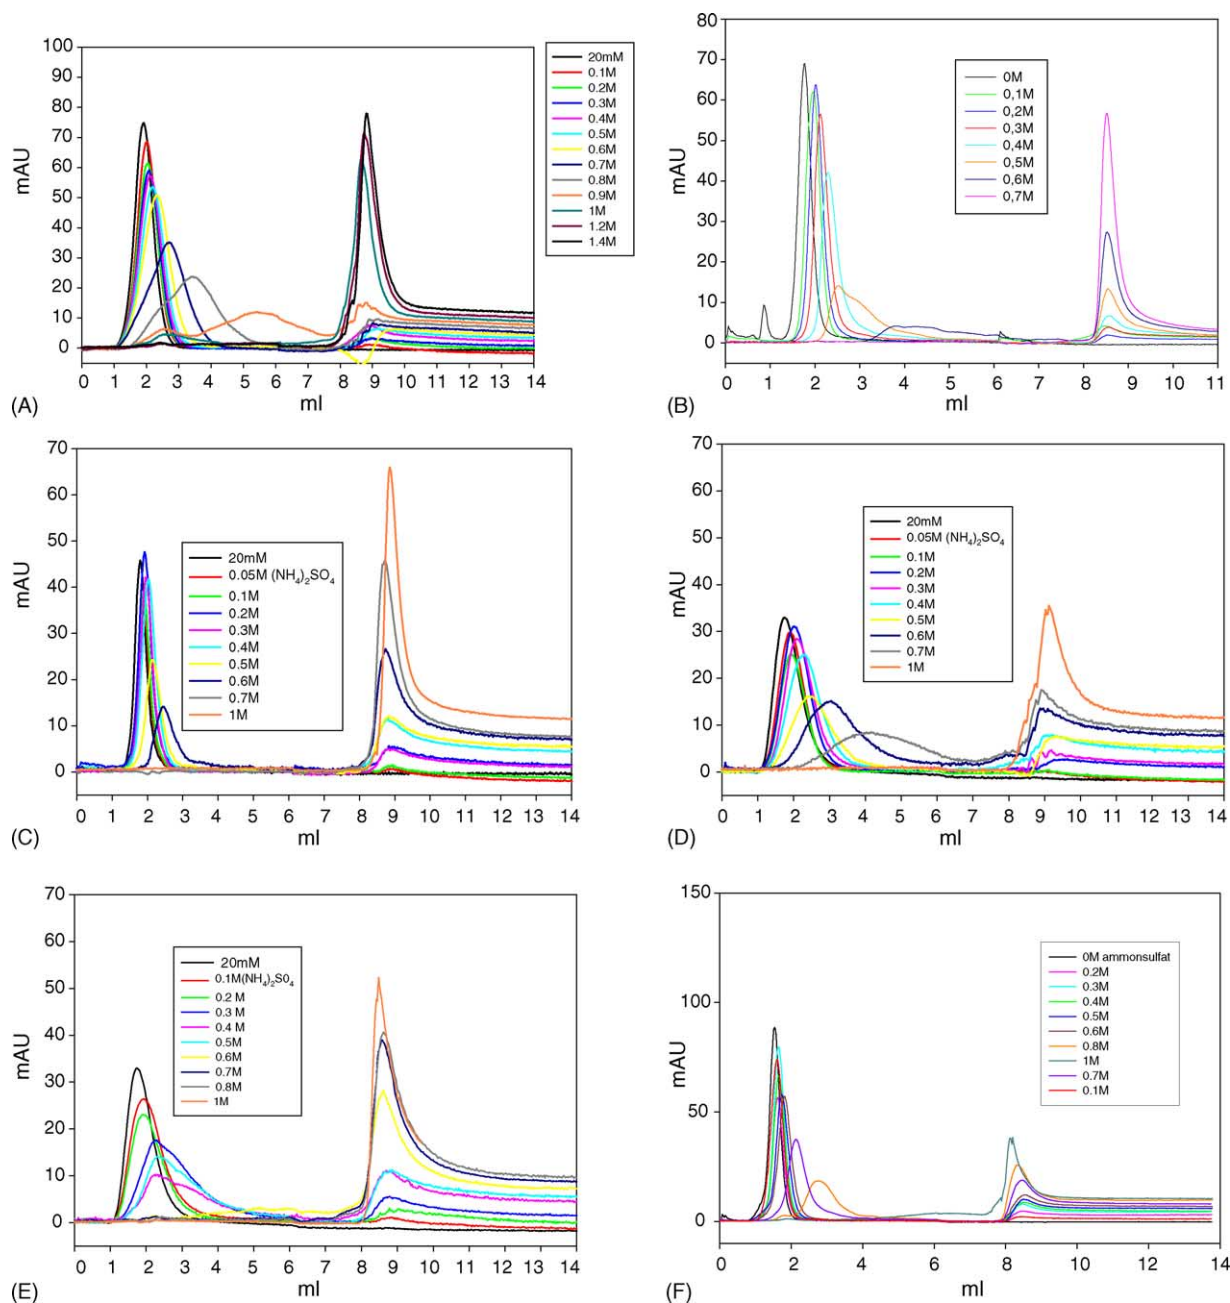 100
90
80
70
60
50
40
30
20
10
0
mAU
0 1 2 3 4 5 6 7 8 9 10 11 12 13 14
ml
(A)
20mM
0.1M
0.2M
0.3M
0.4M
0.5M
0.6M
0.7M
0.8M
0.9M
1M
1.2M
1.4M
80
70
60
50
40
30
20
10
0
mAU
0 1 2 3 4 5 6 7 8 9 10 11
ml
(B)
0M
0,1M
0,2M
0,3M
0,4M
0,5M
0,6M
0,7M
70
60
50
40
30
20
10
0
mAU
0 1 2 3 4 5 6 7 8 9 10 11 12 13 14
ml
(C)
20mM
0.05M (NH4)2SO4
0.1M
0.2M
0.3M
0.4M
0.5M
0.6M
0.7M
1M
70
60
50
40
30
20
10
0
mAU
0 1 2 3 4 5 6 7 8 9 10 11 12 13 14
ml
(D)
20mM
0.05M (NH4)2SO4
0.1M
0.2M
0.3M
0.4M
0.5M
0.6M
0.7M
1M
70
60
50
40
30
20
10
0
mAU
0 1 2 3 4 5 6 7 8 9 10 11 12 13 14
ml
(E)
20mM
0.1M(NH4)2S04
0.2 M
0.3 M
0.4 M
0.5M
0.6M
0.7M
0.8M
1M
150
100
50
0
mAU
0 2 4 6 8 10 12 14
ml
(F)
0M ammonsulfat
0.2M
0.3M
0.4M
0.5M
0.6M
0.8M
1M
0.7M
0.1M